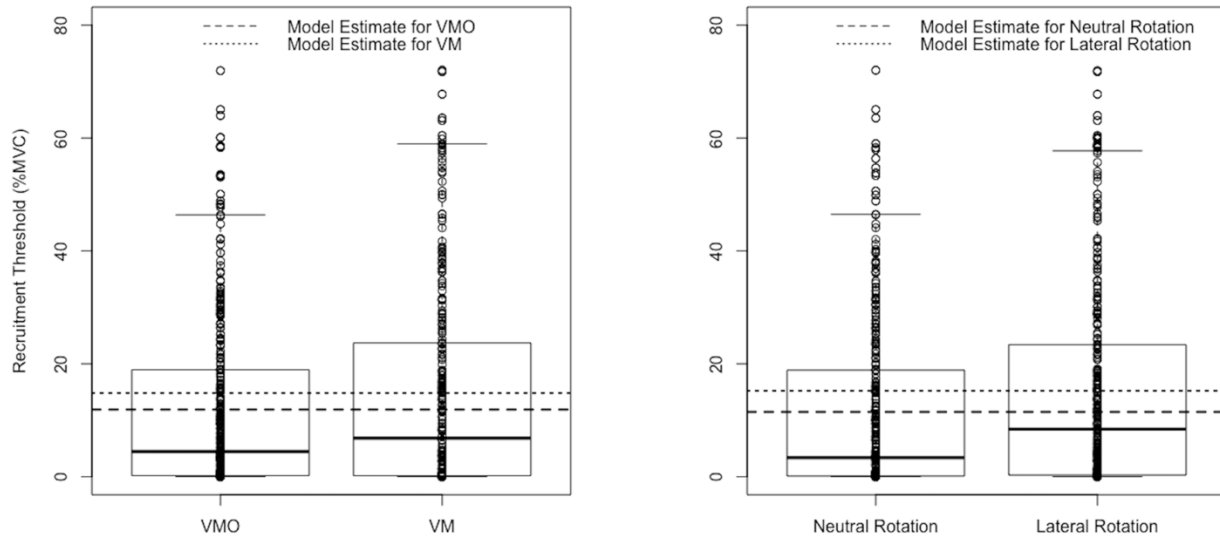 Model Estimate for VMO
Model Estimate for VM
80
60
40
20
0
Recruitment Threshold (%MVC)
VMO
VM
Model Estimate for Neutral Rotation
Model Estimate for Lateral Rotation
80
60
40
20
0
Neutral Rotation
Lateral Rotation